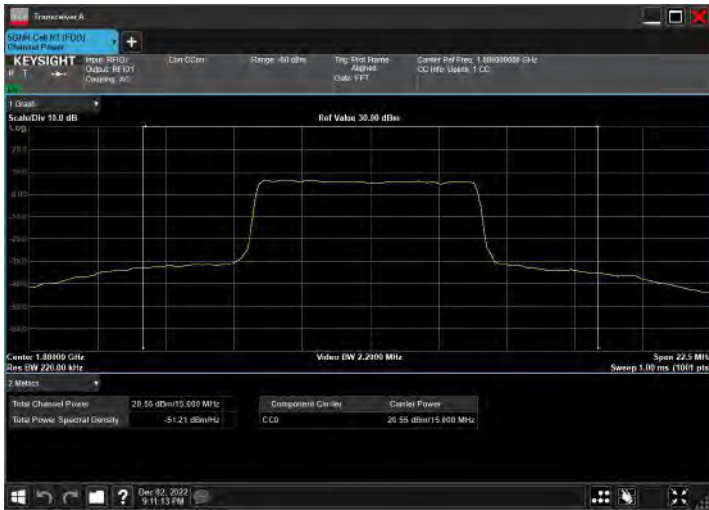 Transceiver A
5GNR-Cell N1 (FDD)
Channel Power
+
KEYSIGHT
R T
Input: RFIO1
Output: RFIO1
Coupling: AC
Corr CCorr
Range: -60 dBm
Trig: Prot Frame
Aligned
Gate: FFT
Carrier Ref Freq: 1.880000000 GHz
CC Info: Uplink, 1 CC
1 Graph
Scale/Div 10.0 dB
Ref Value 30.00 dBm
Log
Center 1.88000 GHz
Video BW 2.2000 MHz
Span 22.5 MHz
Res BW 220.00 kHz
Sweep 1.00 ms (1001 pts
2 Metrics
Total Channel Power
20.55 dBm/15.000 MHz
Total Power Spectral Density
-51.21 dBm/Hz
Component Carrier
Carrier Power
CC0
20.55 dBm/15.000 MHz
?
Dec 02, 2022
9:11:13 PM